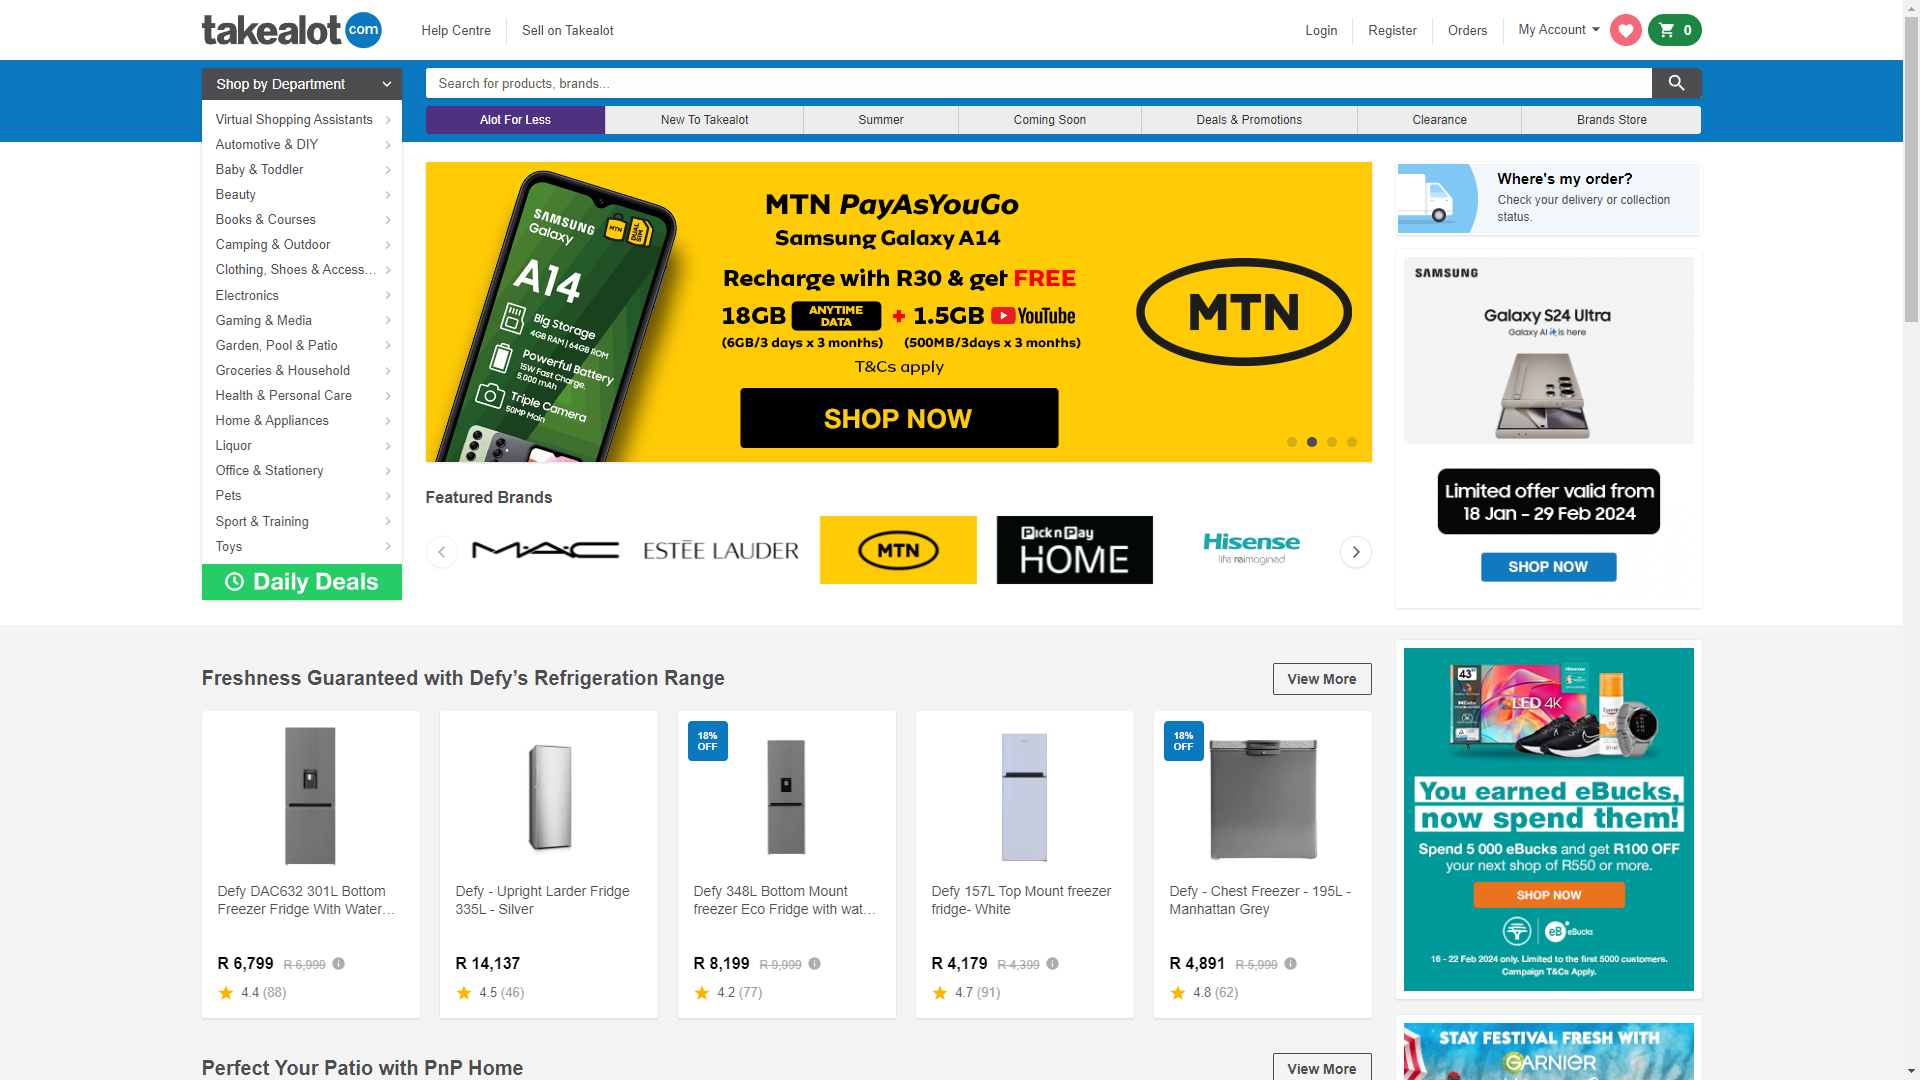 takealot com
Help Centre
Sell on Takealot
Login
Register
Orders
My Account
0
Shop by Department
Search for products, brands...
Alot For Less
New To Takealot
Summer
Coming Soon
Deals & Promotions
Clearance
Brands Store
Virtual Shopping Assistants
Automotive & DIY
Baby & Toddler
Beauty
Books & Courses
Camping & Outdoor
Clothing, Shoes & Access...
Electronics
Gaming & Media
Garden, Pool & Patio
Groceries & Household
Health & Personal Care
Home & Appliances
Liquor
Office & Stationery
Pets
Sport & Training
Toys
Daily Deals
SAMSUNG
Galaxy
MTN
DUAL SIM
A14
Big Storage
4GB RAM | 64GB ROM
Powerful Battery
15W Fast Charge.
5,000 mAh
Triple Camera
50MP Main
MTN PayAsYouGo
Samsung Galaxy A14
Recharge with R30 & get FREE
18GB ANYTIME DATA + 1.5GB YouTube
(6GB/3 days x 3 months) (500MB/3days x 3 months)
T&Cs apply
SHOP NOW
MTN
Where's my order?
Check your delivery or collection
status.
SAMSUNG
Galaxy S24 Ultra
Galaxy AI is here
Limited offer valid from
18 Jan – 29 Feb 2024
SHOP NOW
Featured Brands
MAC
ESTĒE LAUDER
MTN
Pick n Pay
HOME
Hisense
life reimagined
Freshness Guaranteed with Defy’s Refrigeration Range
View More
Defy DAC632 301L Bottom
Freezer Fridge With Water...
R 6,799 R 6,999
4.4 (88)
Defy - Upright Larder Fridge
335L - Silver
R 14,137
4.5 (46)
18%
OFF
Defy 348L Bottom Mount
freezer Eco Fridge with wat...
R 8,199 R 9,999
4.2 (77)
Defy 157L Top Mount freezer
fridge- White
R 4,179 R 4,399
4.7 (91)
18%
OFF
Defy - Chest Freezer - 195L -
Manhattan Grey
R 4,891 R 5,999
4.8 (62)
43"
Hisense
LED 4K
You earned eBucks,
now spend them!
Spend 5 000 eBucks and get R100 OFF
your next shop of R550 or more.
SHOP NOW
eB eBucks
16 - 22 Feb 2024 only. Limited to the first 5000 customers.
Campaign T&Cs Apply.
Perfect Your Patio with PnP Home
View More
STAY FESTIVAL FRESH WITH
GARNIER